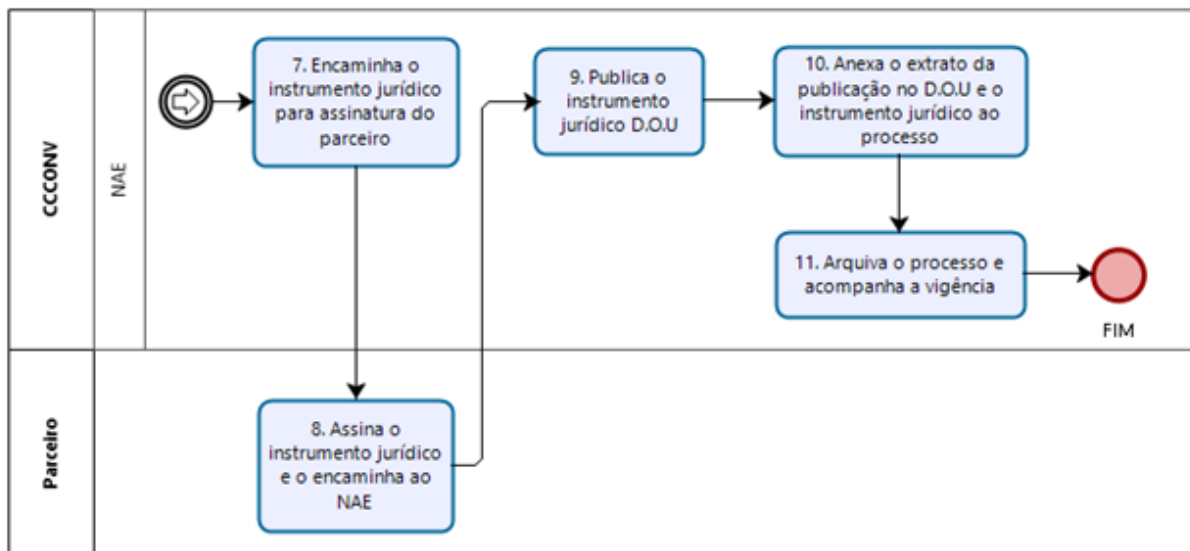 CCCONV
NAE
7. Encaminha o
instrumento jurídico
para assinatura do
parceiro
9. Publica o
instrumento
jurídico D.O.U
10. Anexa o extrato da
publicação no D.O.U e o
instrumento jurídico ao
processo
11. Arquiva o processo e
acompanha a vigência
FIM
Parceiro
8. Assina o
instrumento jurídico
e o encaminha ao
NAE